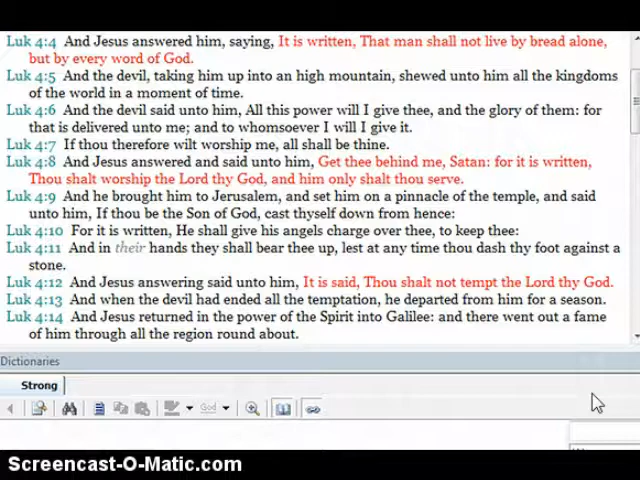 Luk 4:4 And Jesus answered him, saying, It is written, That man shall not live by bread alone,
but by every word of God.
Luk 4:5 And the devil, taking him up into an high mountain, shewed unto him all the kingdoms
of the world in a moment of time.
Luk 4:6 And the devil said unto him, All this power will I give thee, and the glory of them: for
that is delivered unto me; and to whomsoever I will I give it.
Luk 4:7 If thou therefore wilt worship me, all shall be thine.
Luk 4:8 And Jesus answered and said unto him, Get thee behind me, Satan: for it is written,
Thou shalt worship the Lord thy God, and him only shalt thou serve.
Luk 4:9 And he brought him to Jerusalem, and set him on a pinnacle of the temple, and said
unto him, If thou be the Son of God, cast thyself down from hence:
Luk 4:10 For it is written, He shall give his angels charge over thee, to keep thee:
Luk 4:11 And in their hands they shall bear thee up, lest at any time thou dash thy foot against a
stone.
Luk 4:12 And Jesus answering said unto him, It is said, Thou shalt not tempt the Lord thy God.
Luk 4:13 And when the devil had ended all the temptation, he departed from him for a season.
Luk 4:14 And Jesus returned in the power of the Spirit into Galilee: and there went out a fame
of him through all the region round about.
Dictionaries
Strong
God
Screencast-O-Matic.com